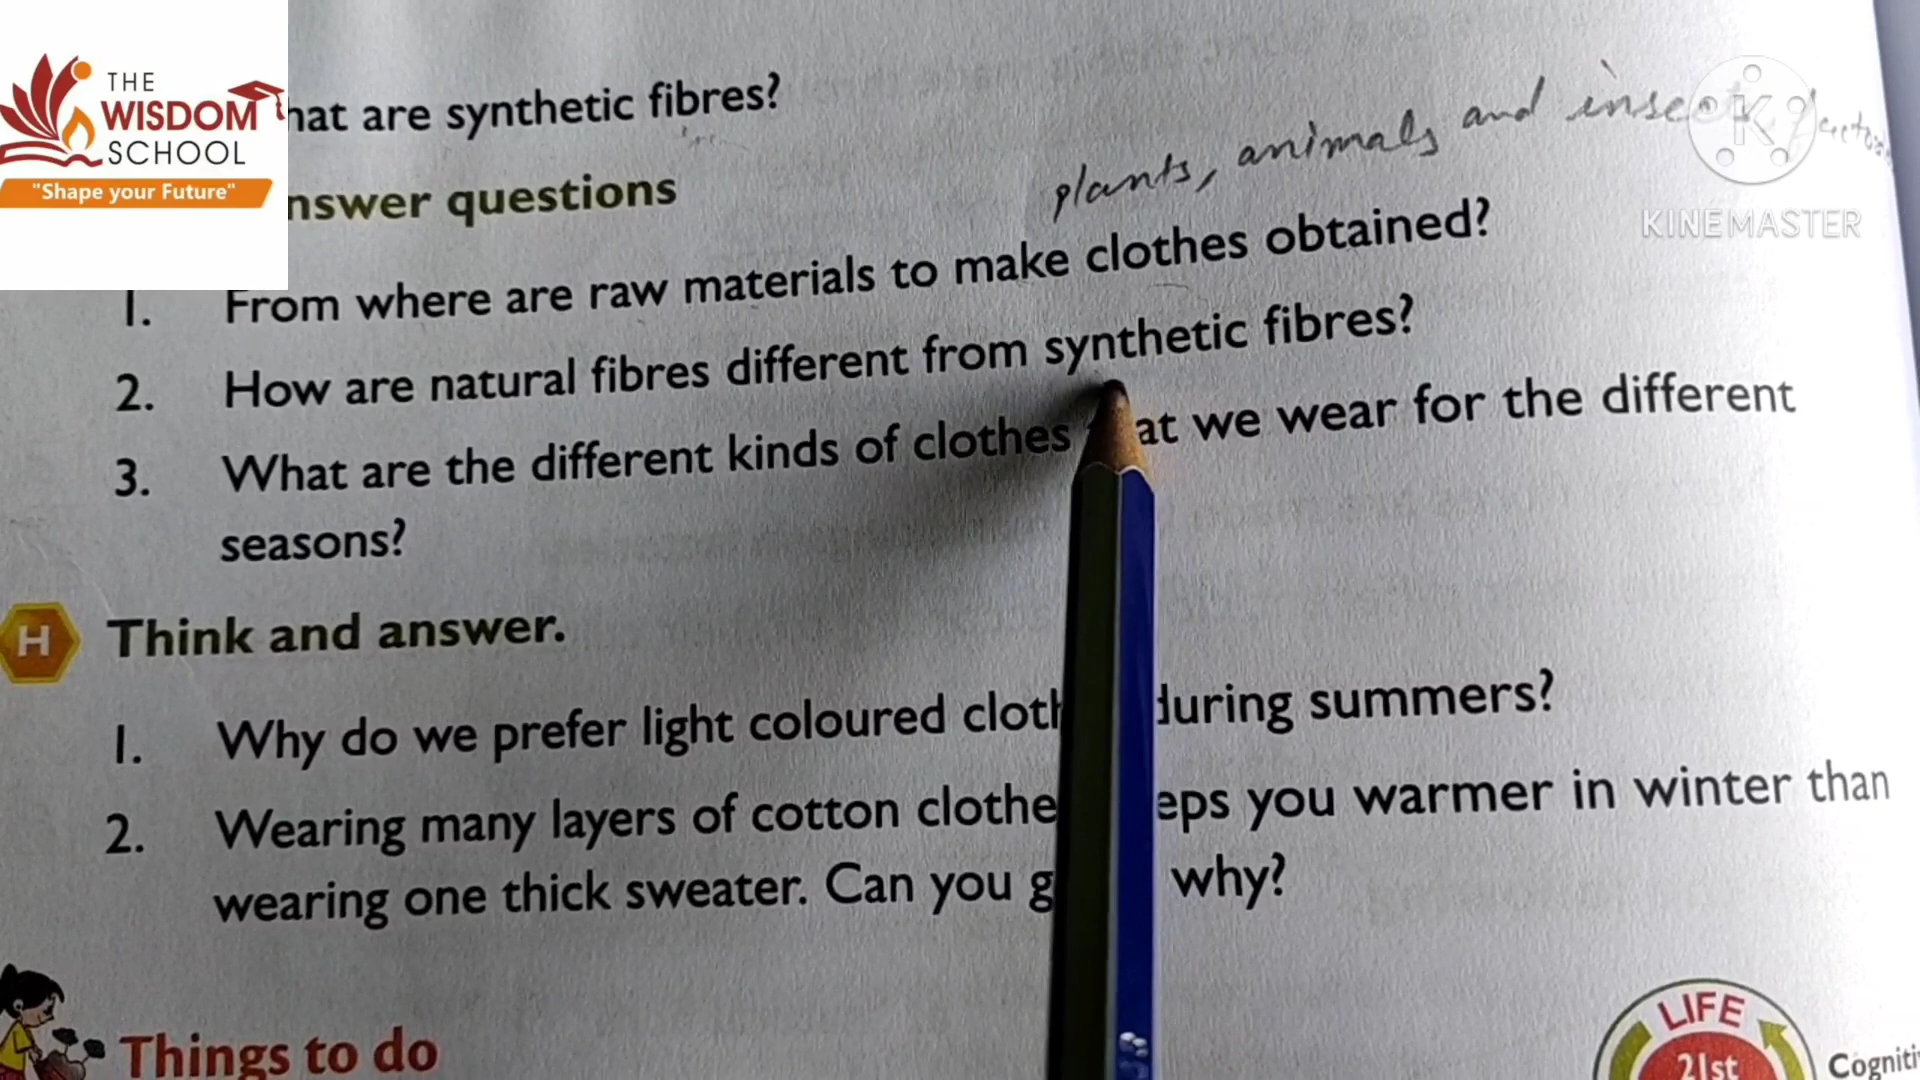 THE
WISDOM
SCHOOL
"Shape your Future"
hat are synthetic fibres?
plants, animals and insect
KINEMASTER
nswer questions
1. From where are raw materials to make clothes obtained?
2. How are natural fibres different from synthetic fibres?
3. What are the different kinds of clothes at we wear for the different
seasons?
H Think and answer.
1. Why do we prefer light coloured cloth during summers?
2. Wearing many layers of cotton clothe eps you warmer in winter than
wearing one thick sweater. Can you g why?
Things to do
LIFE
21st
Cogniti